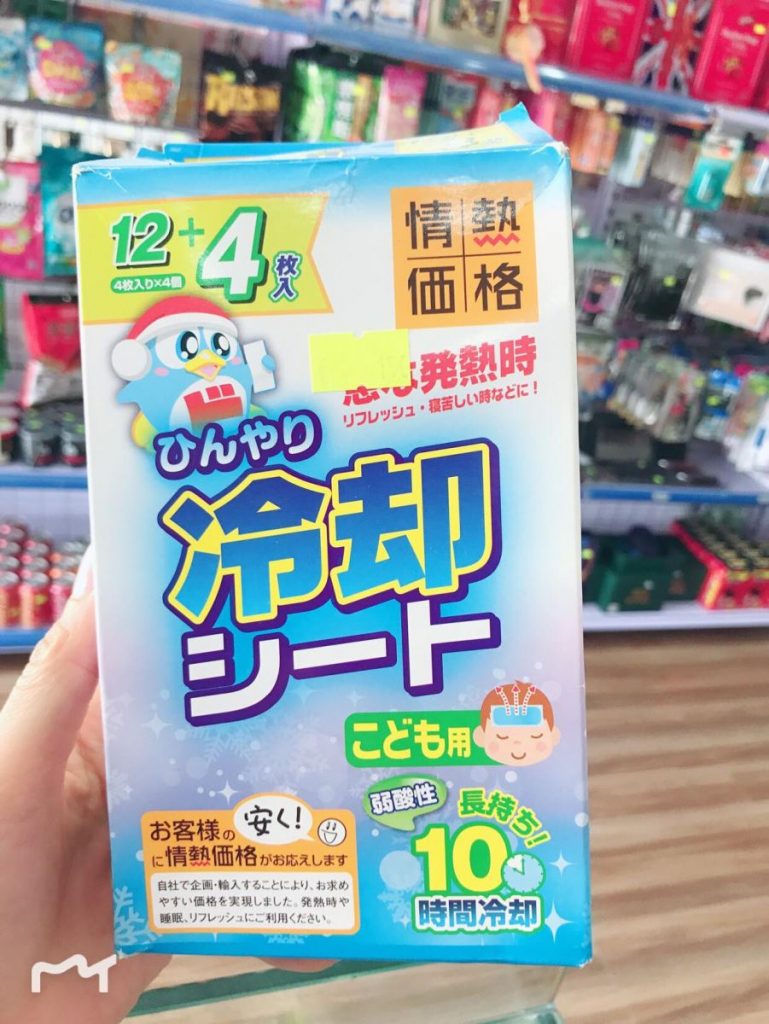 12+4枚入
4枚入り×4個
情熱
価格
ド
発熱時
リフレッシュ・寝苦しい時などに！
ひんやり
冷却
シート
こども用
弱酸性
長持ち！
10
時間冷却
お客様の安く！
に情熱価格がお応えします
自社で企画・輸入することにより、お求め
やすい価格を実現しました。発熱時や
睡眠、リフレッシュにご利用ください。